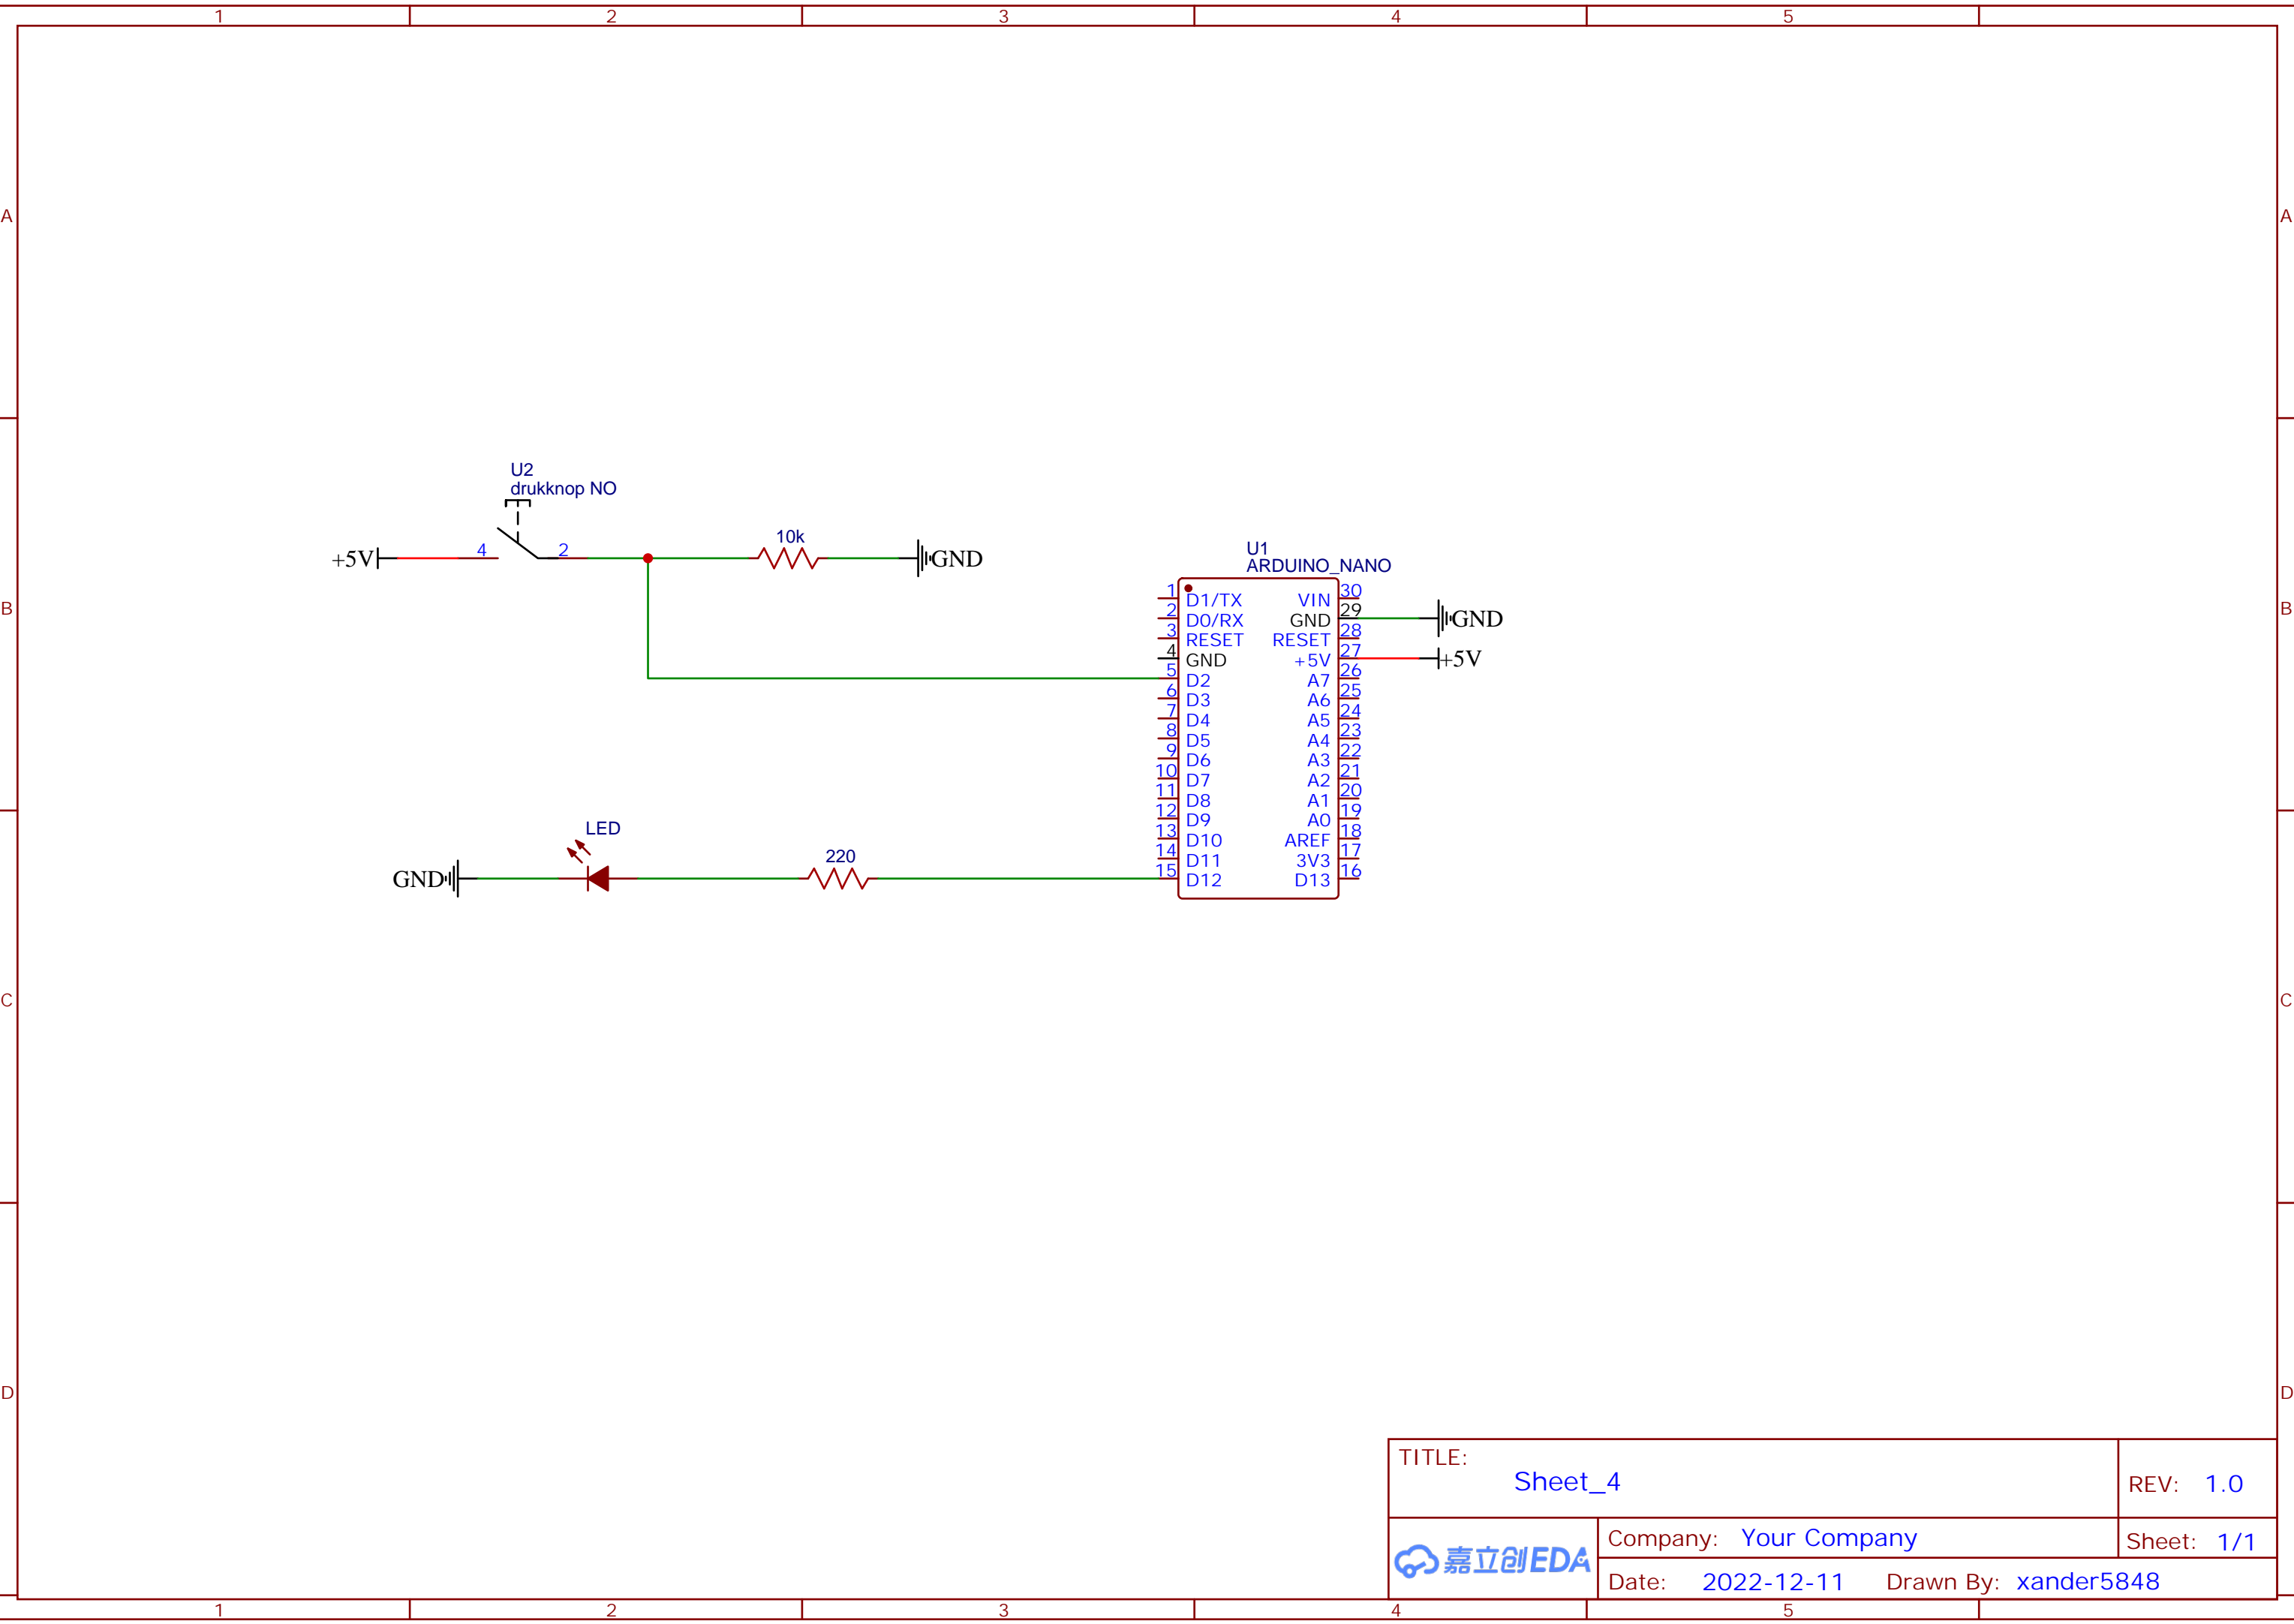 1 2 3 4 5
A A
B B
C C
D D
U2
drukknop NO
+5V 4 2 10k GND
U1
ARDUINO_NANO
1 D1/TX VIN 30
2 D0/RX GND 29 GND
3 RESET RESET 28
4 GND +5V 27 +5V
5 D2 A7 26
6 D3 A6 25
7 D4 A5 24
8 D5 A4 23
9 D6 A3 22
10 D7 A2 21
11 D8 A1 20
12 D9 A0 19
13 D10 AREF 18
14 D11 3V3 17
15 D12 D13 16
LED
GND 220
TITLE:
Sheet_4
REV: 1.0
嘉立创EDA
Company: Your Company
Sheet: 1/1
Date: 2022-12-11 Drawn By: xander5848
1 2 3 4 5